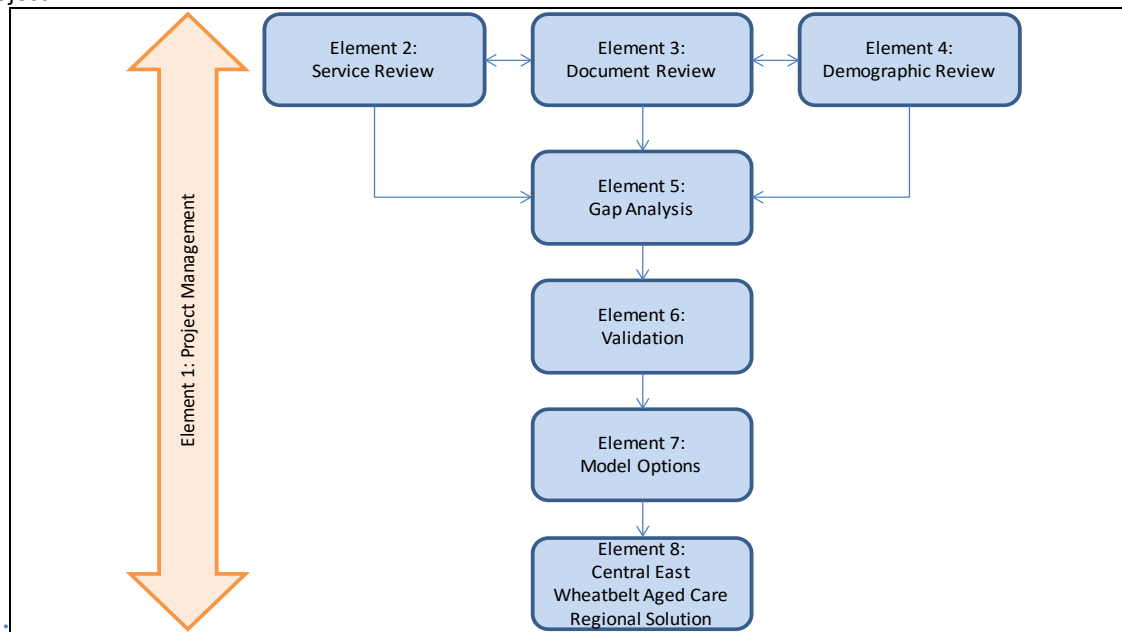 Element 2:
Service Review
Element 3:
Document Review
Element 4:
Demographic Review
Element 5:
Gap Analysis
Element 1: Project Management
Element 6:
Validation
Element 7:
Model Options
Element 8:
Central East
Wheatbelt Aged Care
Regional Solution